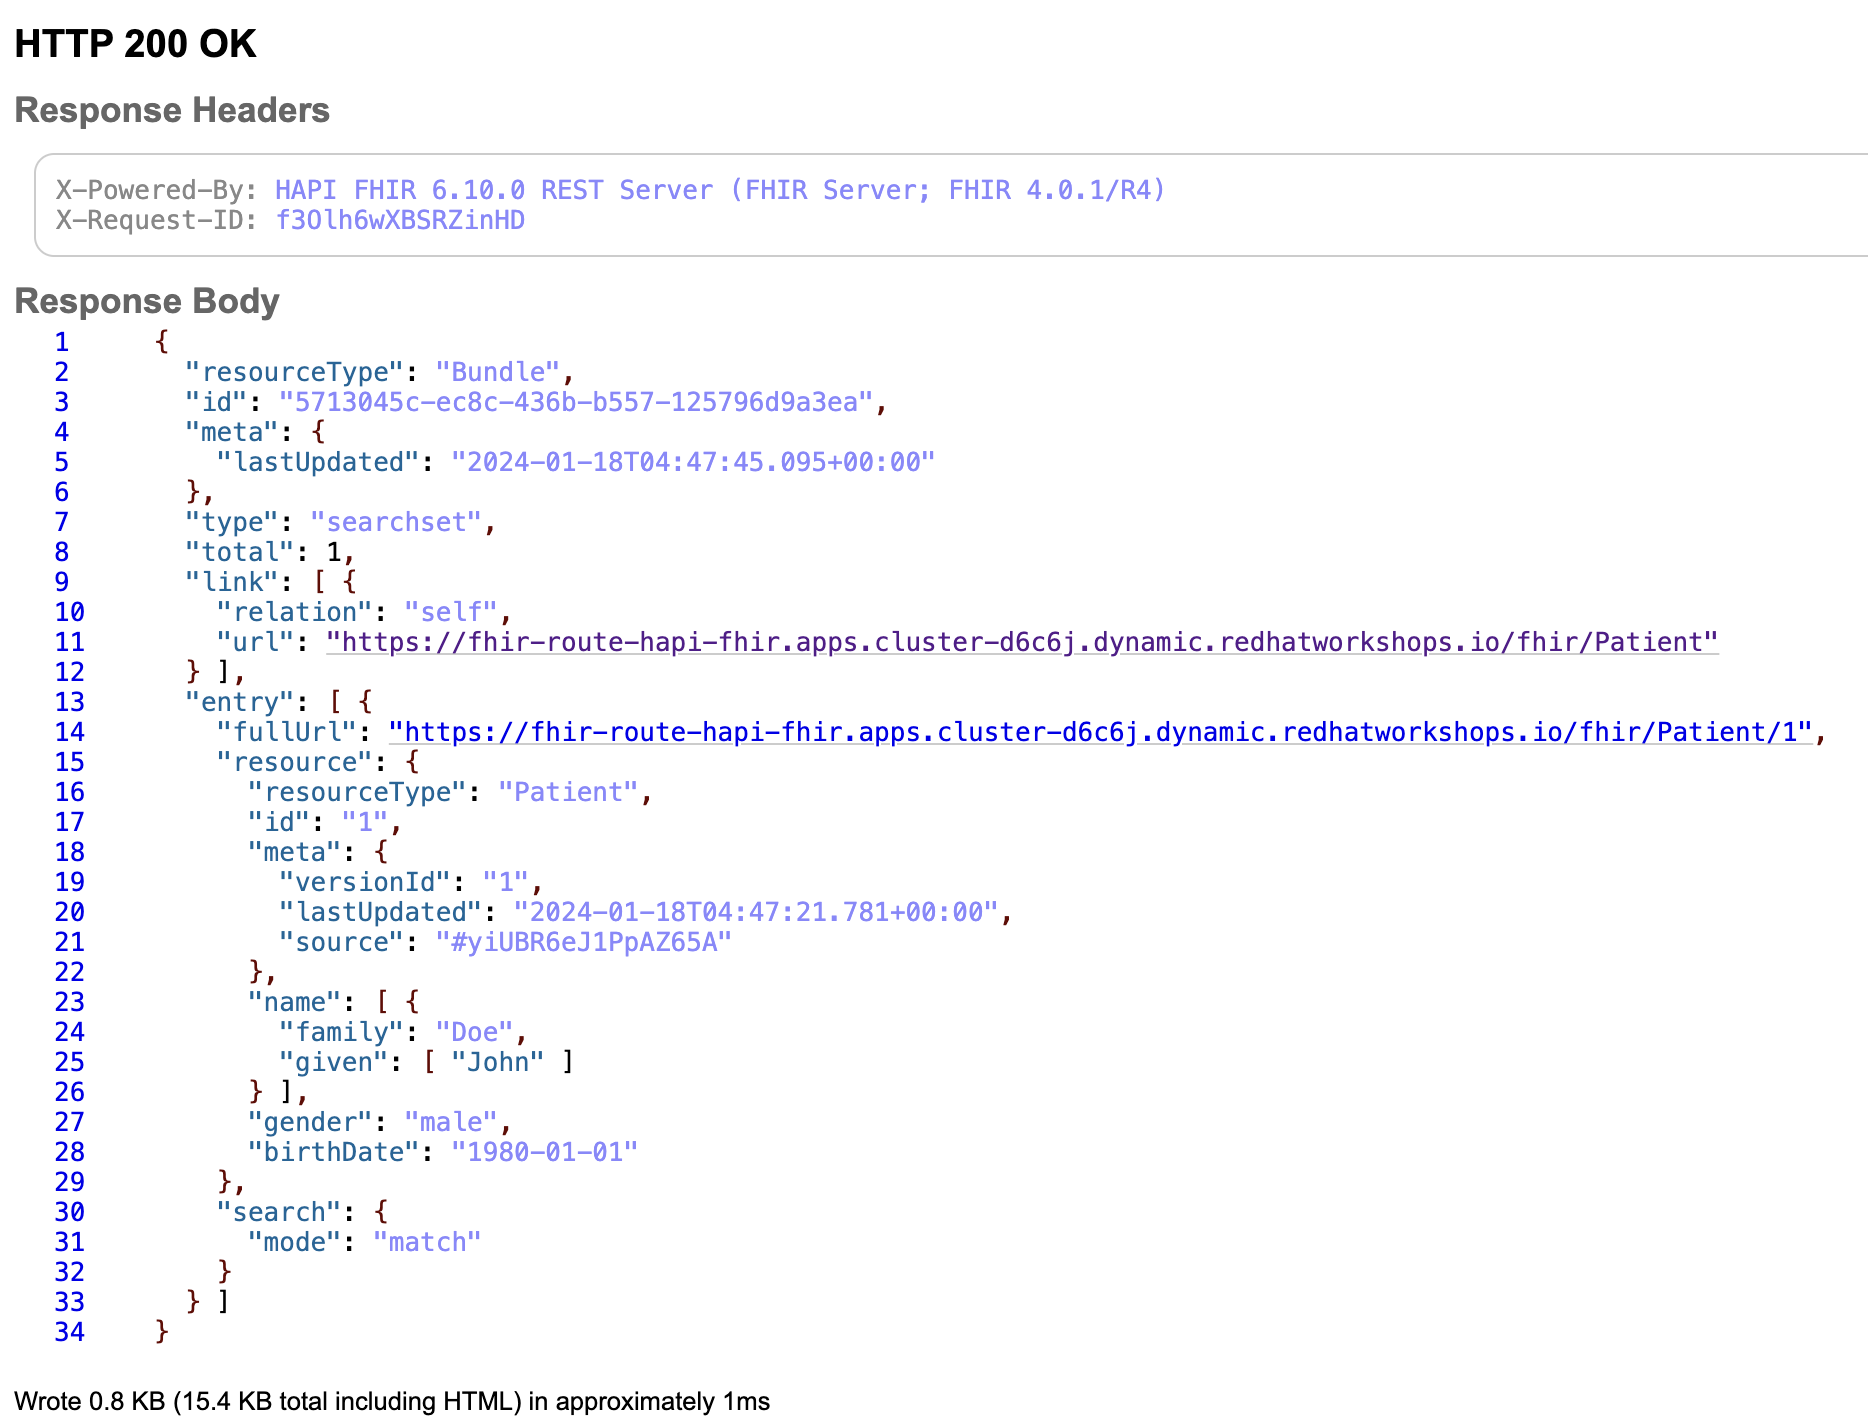 HTTP 200 OK
Response Headers
X-Powered-By: HAPI FHIR 6.10.0 REST Server (FHIR Server; FHIR 4.0.1/R4)
X-Request-ID: f3Olh6wXBSRZinHD
Response Body
1 {
2   "resourceType": "Bundle",
3   "id": "5713045c-ec8c-436b-b557-125796d9a3ea",
4   "meta": {
5     "lastUpdated": "2024-01-18T04:47:45.095+00:00"
6   },
7   "type": "searchset",
8   "total": 1,
9   "link": [ {
10     "relation": "self",
11     "url": "https://fhir-route-hapi-fhir.apps.cluster-d6c6j.dynamic.redhatworkshops.io/fhir/Patient"
12   } ],
13   "entry": [ {
14     "fullUrl": "https://fhir-route-hapi-fhir.apps.cluster-d6c6j.dynamic.redhatworkshops.io/fhir/Patient/1",
15     "resource": {
16       "resourceType": "Patient",
17       "id": "1",
18       "meta": {
19         "versionId": "1",
20         "lastUpdated": "2024-01-18T04:47:21.781+00:00",
21         "source": "#yiUBR6eJ1PpAZ65A"
22       },
23       "name": [ {
24         "family": "Doe",
25         "given": [ "John" ]
26       } ],
27       "gender": "male",
28       "birthDate": "1980-01-01"
29     },
30     "search": {
31       "mode": "match"
32     }
33   } ]
34 }
Wrote 0.8 KB (15.4 KB total including HTML) in approximately 1ms